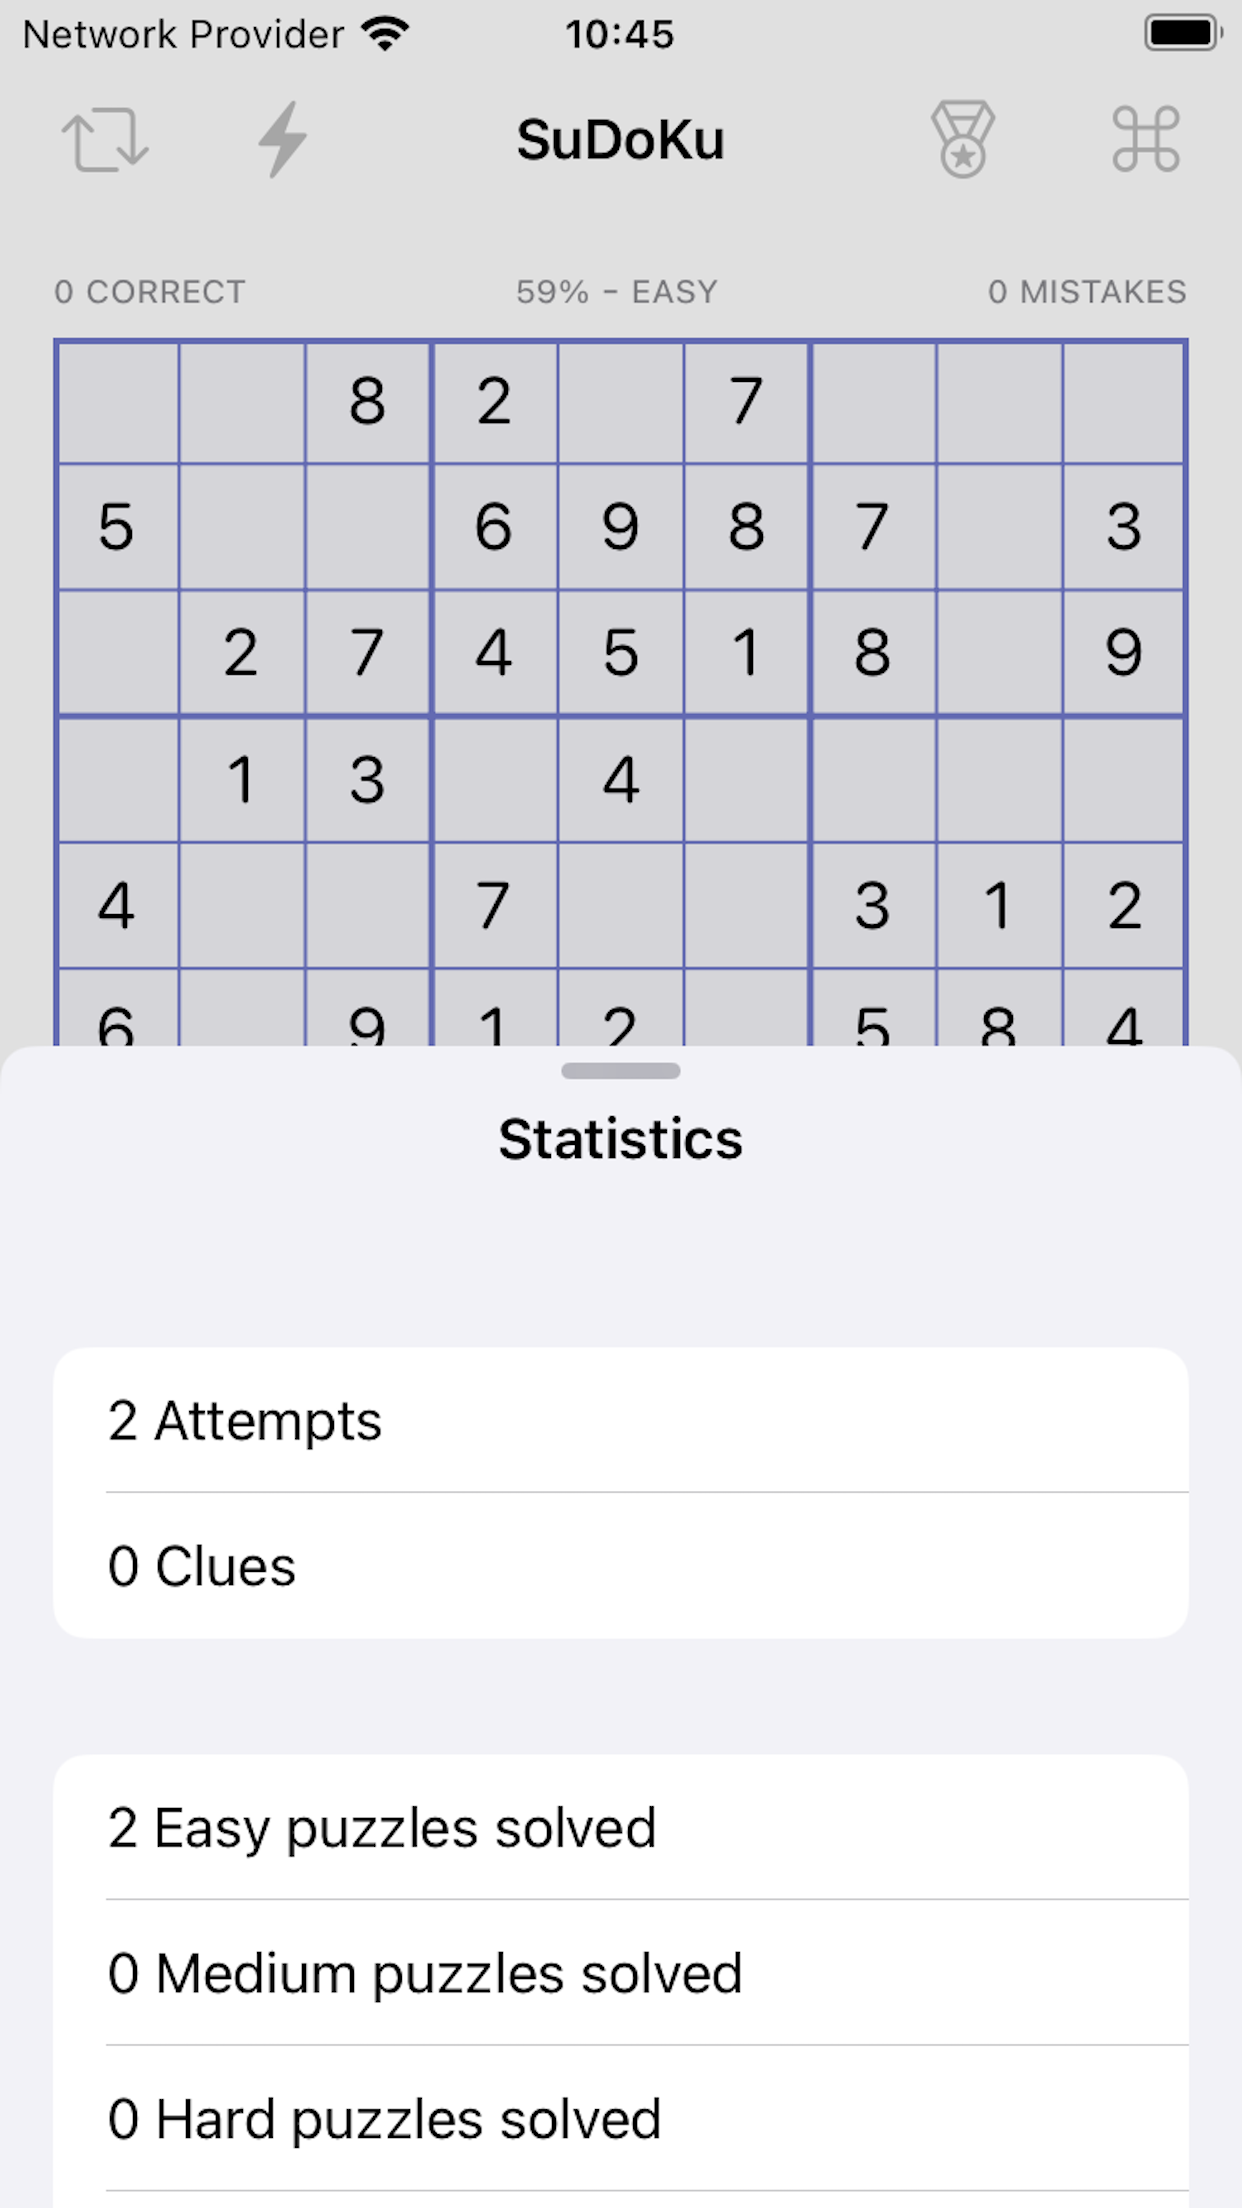 Network Provider 10:45
SuDoKu
0 CORRECT 59% - EASY 0 MISTAKES
8 2 7
5 6 9 8 7 3
2 7 4 5 1 8 9
1 3 4
4 7 3 1 2
6 9 1 2 5 8 4
Statistics
2 Attempts
0 Clues
2 Easy puzzles solved
0 Medium puzzles solved
0 Hard puzzles solved